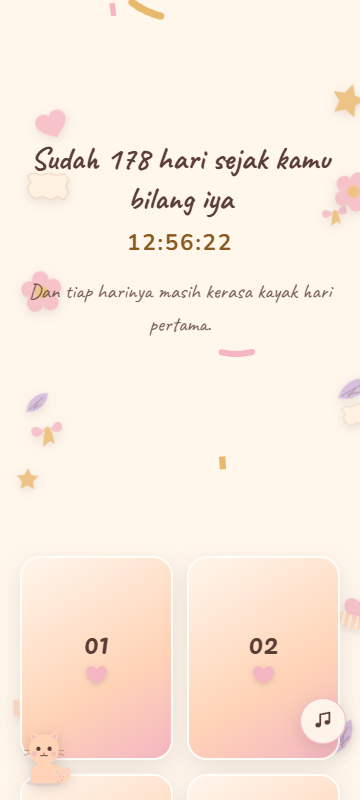 Sudah 178 hari sejak kamu
bilang iya
12:56:22
Dan tiap harinya masih kerasa kayak hari
pertama.
01
02